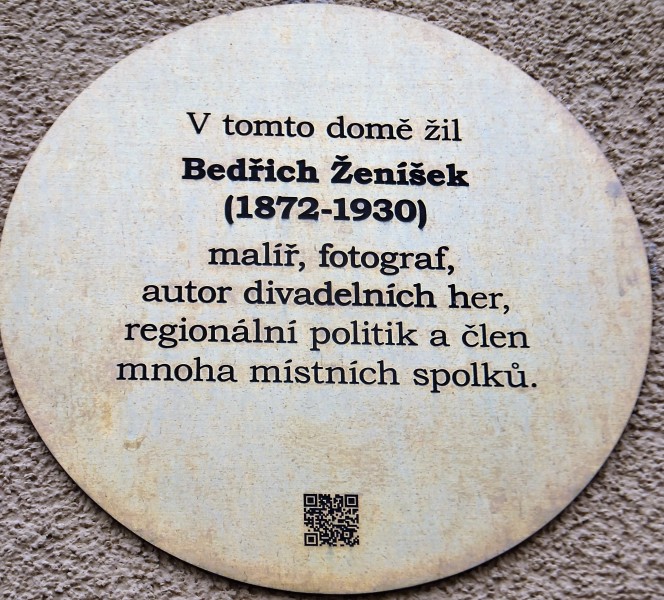 V tomto domě žil
Bedřich Ženíšek
(1872-1930)
malíř, fotograf,
autor divadelních her,
regionální politik a člen
mnoha místních spolků.